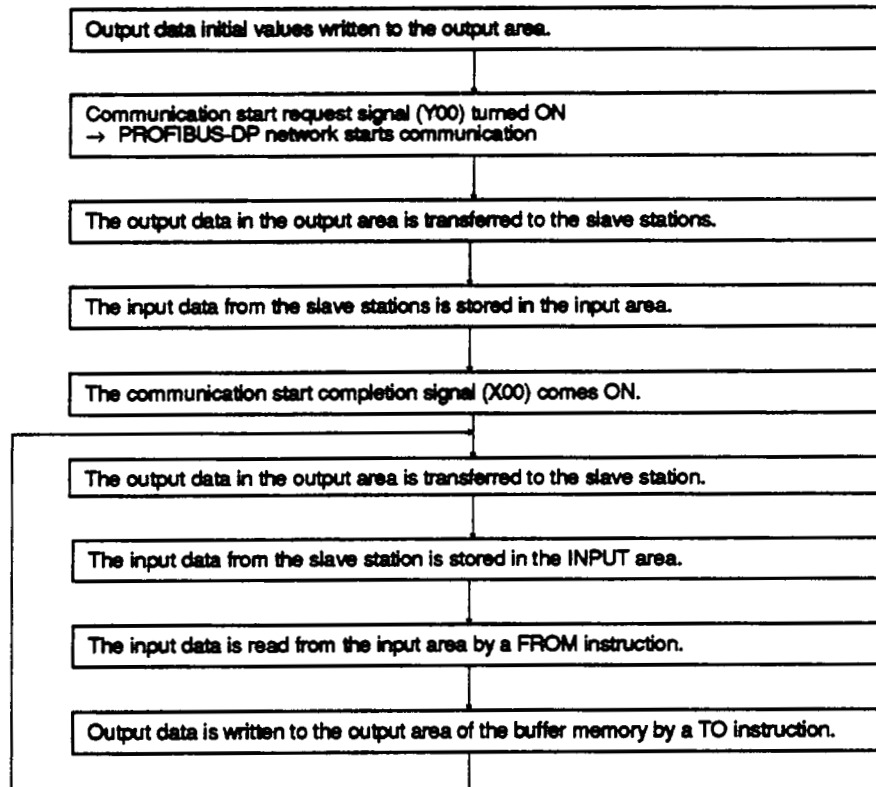 Output data initial values written to the output area.
Communication start request signal (Y00) turned ON
→ PROFIBUS-DP network starts communication
The output data in the output area is transferred to the slave stations.
The input data from the slave stations is stored in the input area.
The communication start completion signal (X00) comes ON.
The output data in the output area is transferred to the slave station.
The input data from the slave station is stored in the INPUT area.
The input data is read from the input area by a FROM instruction.
Output data is written to the output area of the buffer memory by a TO instruction.